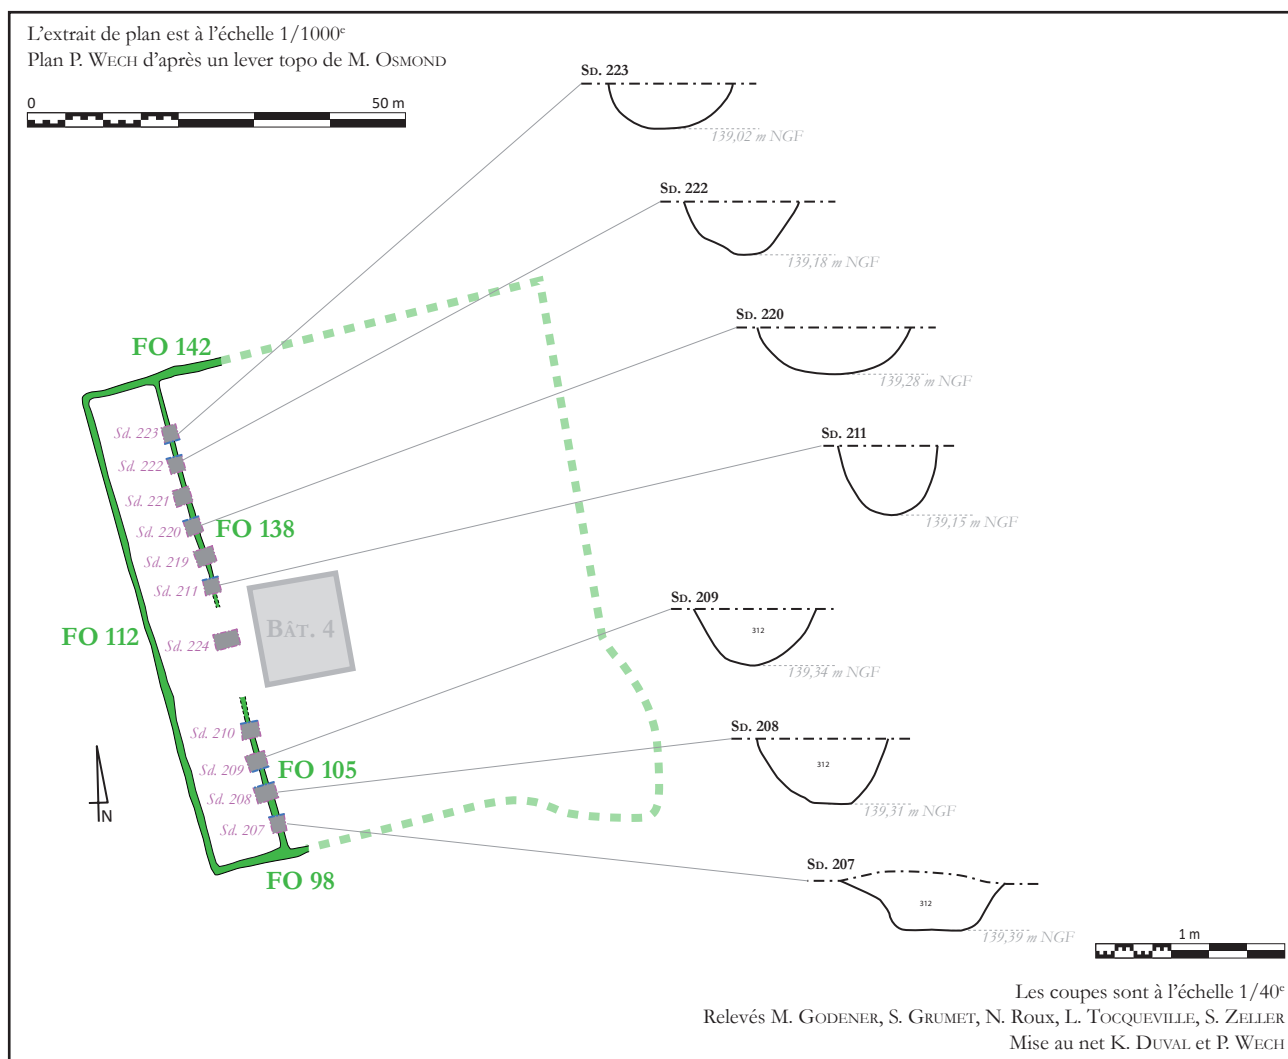 L'extrait de plan est à l'échelle 1/1000e
Plan P. WECH d'après un lever topo de M. OSMOND
0 50 m
SD. 223
139,02 m NGF
SD. 222
139,18 m NGF
SD. 220
139,28 m NGF
FO 142
Sd. 223
SD. 211
Sd. 222
Sd. 221
139,15 m NGF
Sd. 220
FO 138
Sd. 219
Sd. 211
SD. 209
FO 112
BÂT. 4
312
Sd. 224
139,34 m NGF
SD. 208
Sd. 210
312
Sd. 209
FO 105
Sd. 208
139,31 m NGF
N
Sd. 207
SD. 207
FO 98
312
139,39 m NGF
1 m
Les coupes sont à l'échelle 1/40e
Relevés M. GODENER, S. GRUMET, N. Roux, L. TOCQUEVILLE, S. ZELLER
Mise au net K. DUVAL et P. WECH